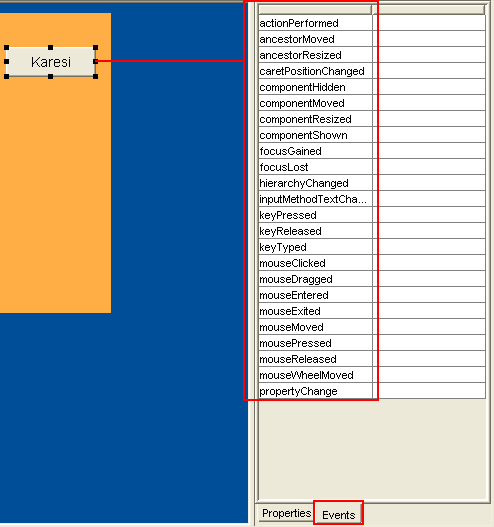 Karesi
actionPerformed
ancestorMoved
ancestorResized
caretPositionChanged
componentHidden
componentMoved
componentResized
componentShown
focusGained
focusLost
hierarchyChanged
inputMethodTextCha...
keyPressed
keyReleased
keyTyped
mouseClicked
mouseDragged
mouseEntered
mouseExited
mouseMoved
mousePressed
mouseReleased
mouseWheelMoved
propertyChange
Properties Events